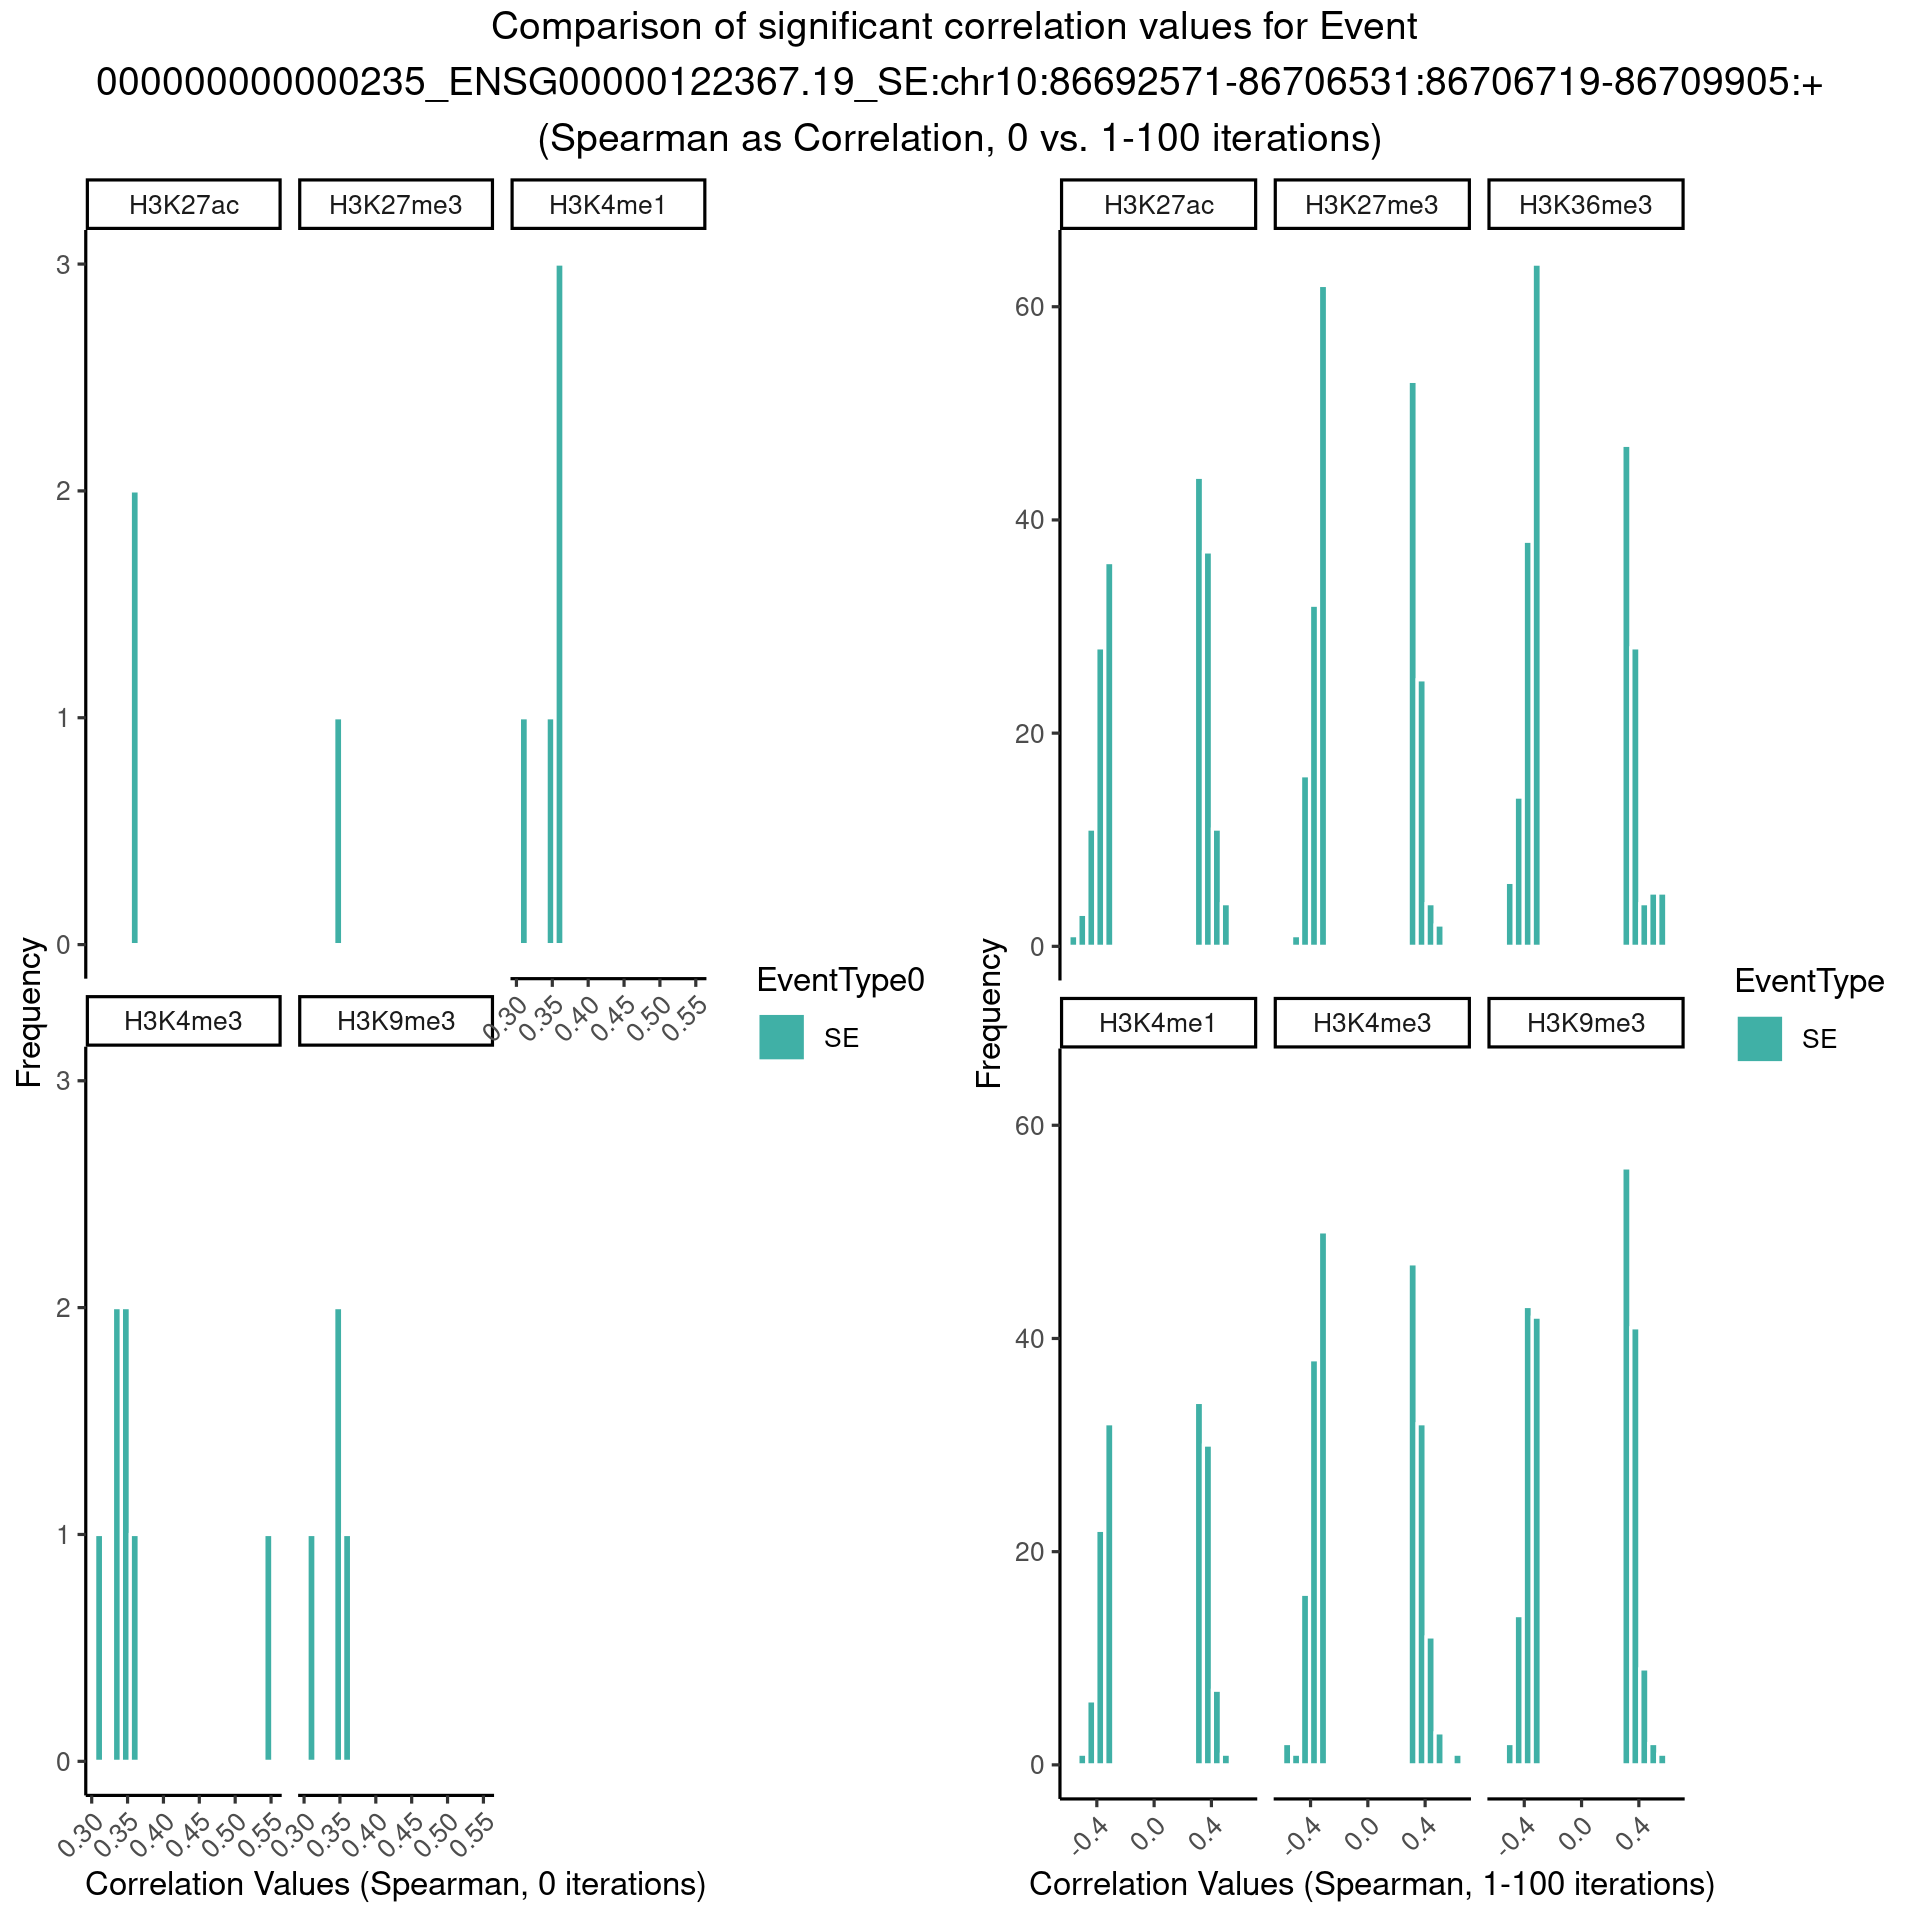 Comparison of significant correlation values for Event
000000000000235_ENSG00000122367.19_SE:chr10:86692571-86706531:86706719-86709905:+
(Spearman as Correlation, 0 vs. 1-100 iterations)
H3K27ac H3K27me3 H3K4me1
3
2
1
0
0.30 0.35 0.40 0.45 0.50 0.55
H3K4me3 H3K9me3
3
2
1
0
0.30 0.35 0.40 0.45 0.50 0.55 0.30 0.35 0.40 0.45 0.50 0.55
Frequency
Correlation Values (Spearman, 0 iterations)
EventType0
SE
H3K27ac H3K27me3 H3K36me3
60
40
20
0
H3K4me1 H3K4me3 H3K9me3
60
40
20
0
-0.4 0.0 0.4 -0.4 0.0 0.4 -0.4 0.0 0.4
Frequency
Correlation Values (Spearman, 1-100 iterations)
EventType
SE